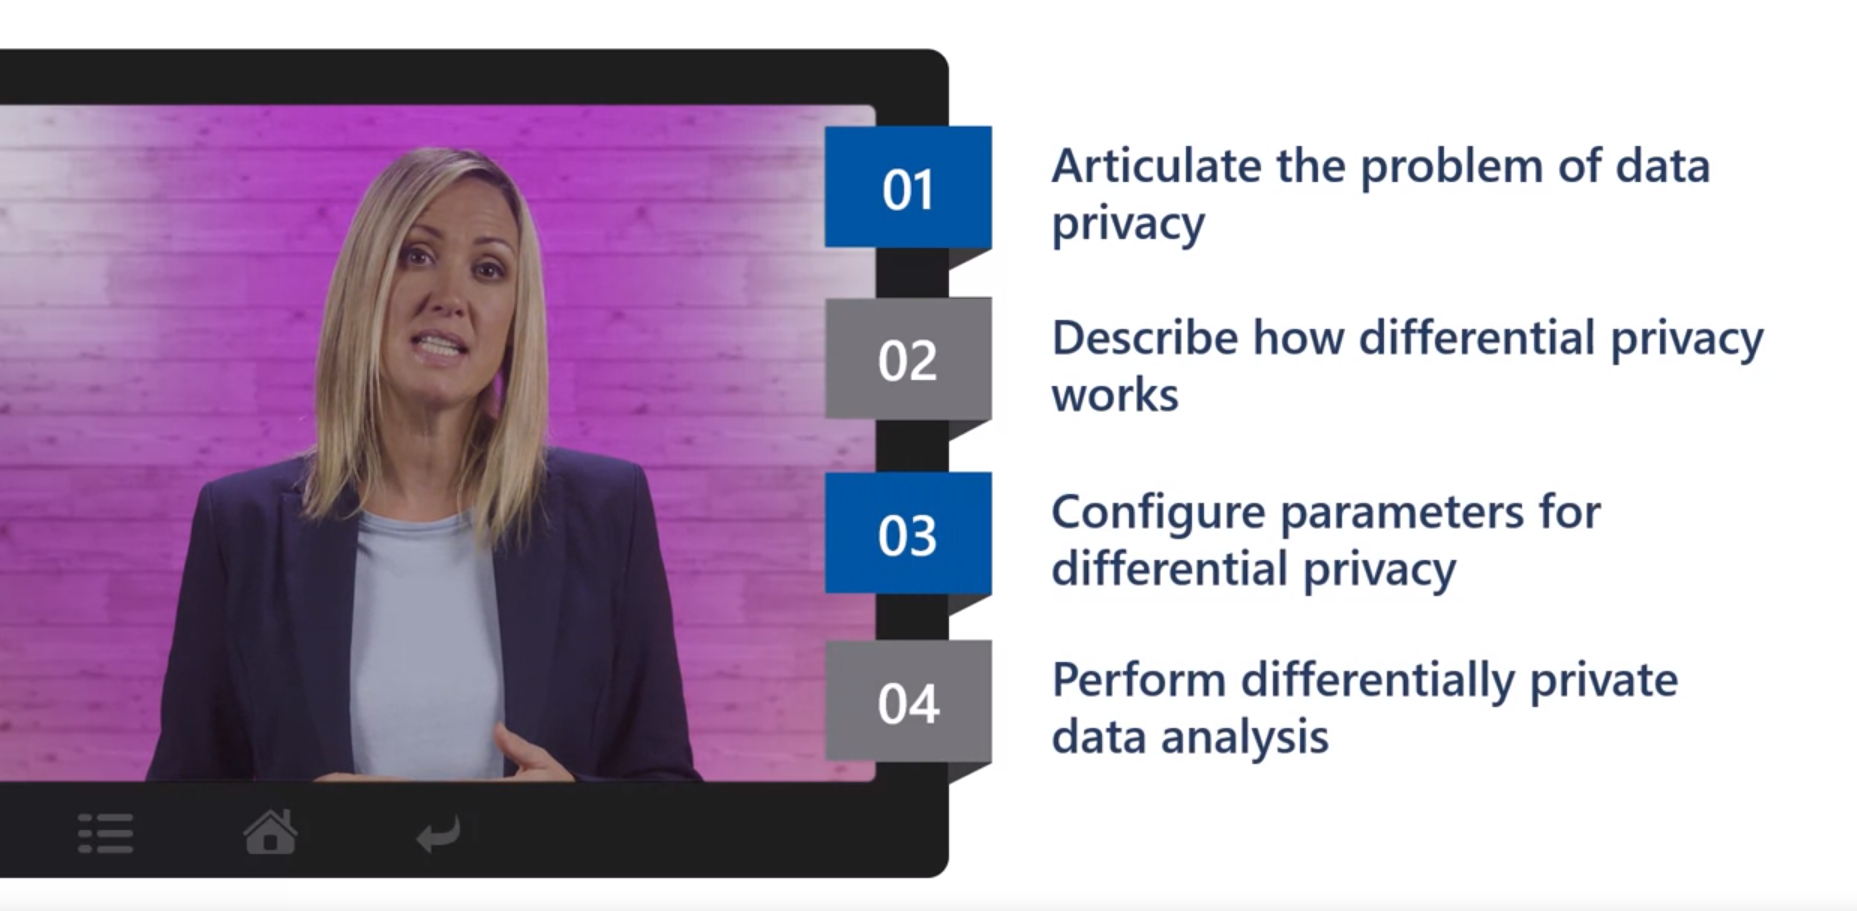 01
Articulate the problem of data
privacy
02
Describe how differential privacy
works
03
Configure parameters for
differential privacy
04
Perform differentially private
data analysis